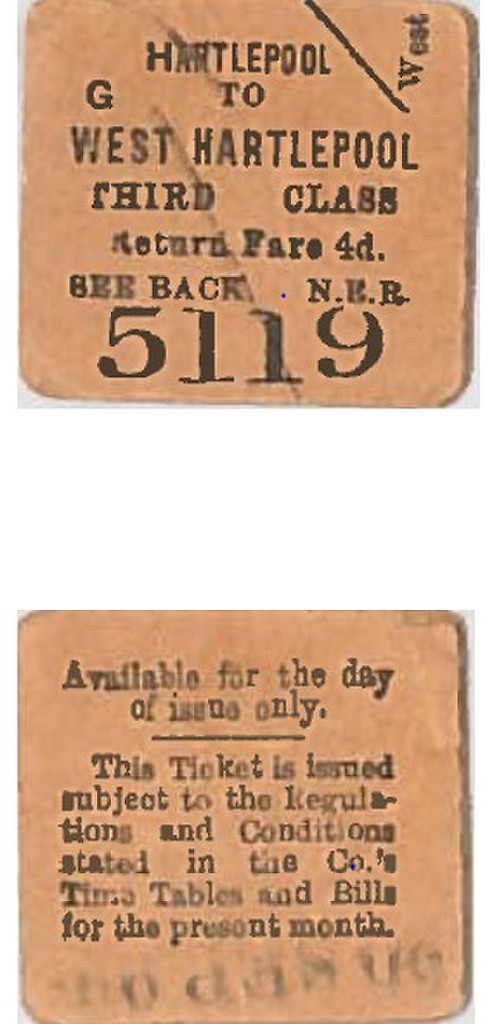 West
HARTLEPOOL
G TO
WEST HARTLEPOOL
THIRD CLASS
Return Fare 4d.
SEE BACK . N.E.R.
5119
Available for the day
of issue only.
This Ticket is issued
subject to the Regula-
tions and Conditions
stated in the Co.'s
Time Tables and Bills
for the present month.